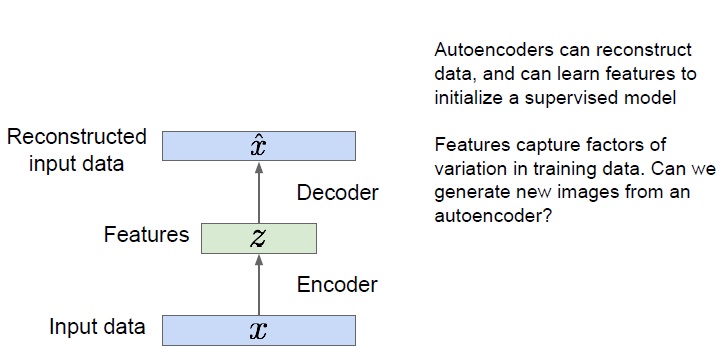 Autoencoders can reconstruct
data, and can learn features to
initialize a supervised model
Features capture factors of
variation in training data. Can we
generate new images from an
autoencoder?
Reconstructed
input data
x̂
Decoder
Features
z
Encoder
Input data
x